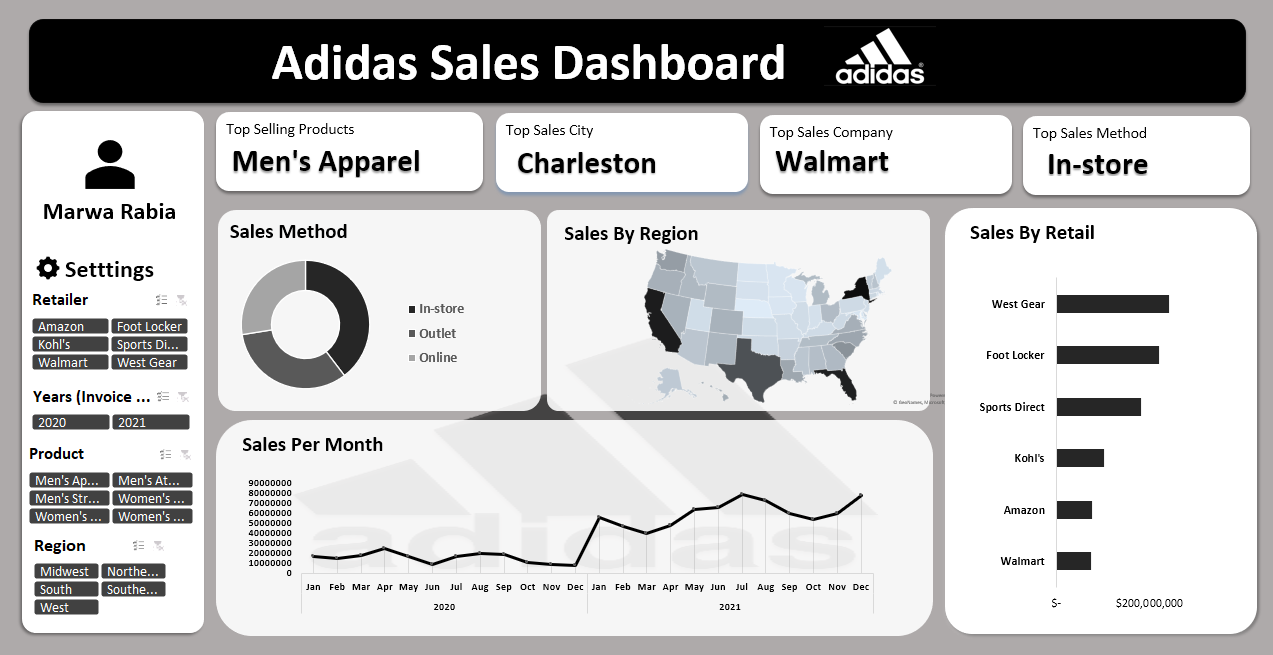 Adidas Sales Dashboard
adidas
Marwa Rabia
Setttings
Retailer
Amazon Foot Locker
Kohl's Sports Di...
Walmart West Gear
Years (Invoice ...
2020 2021
Product
Men's Ap... Men's At...
Men's Str... Women's ...
Women's ... Women's ...
Region
Midwest Northe...
South Southe...
West
Top Selling Products
Men's Apparel
Top Sales City
Charleston
Top Sales Company
Walmart
Top Sales Method
In-store
Sales Method
In-store
Outlet
Online
Sales By Region
© GeoNames, Microsoft
Sales By Retail
West Gear
Foot Locker
Sports Direct
Kohl's
Amazon
Walmart
$- $200,000,000
Sales Per Month
adidas
90000000
80000000
70000000
60000000
50000000
40000000
30000000
20000000
10000000
0
Jan Feb Mar Apr May Jun Jul Aug Sep Oct Nov Dec Jan Feb Mar Apr May Jun Jul Aug Sep Oct Nov Dec
2020 2021